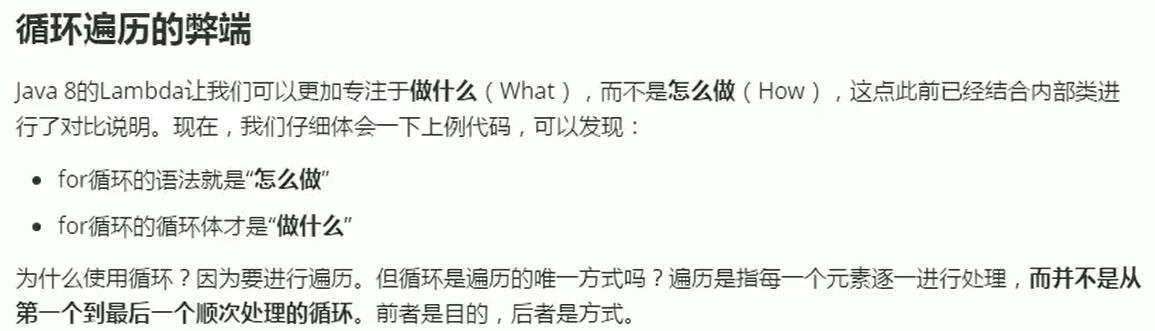 循环遍历的弊端
Java 8的Lambda让我们可以更加专注于做什么（What），而不是怎么做（How），这点此前已经结合内部类进
行了对比说明。现在，我们仔细体会一下上例代码，可以发现：
• for循环的语法就是“怎么做”
• for循环的循环体才是“做什么”
为什么使用循环？因为要进行遍历。但循环是遍历的唯一方式吗？遍历是指每一个元素逐一进行处理，而并不是从
第一个到最后一个顺次处理的循环。前者是目的，后者是方式。